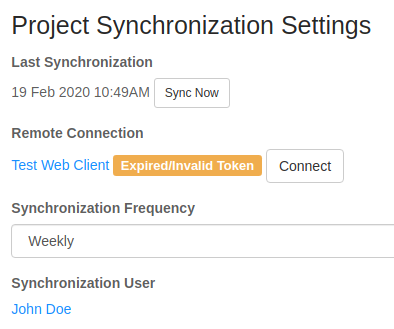 Project Synchronization Settings
Last Synchronization
19 Feb 2020 10:49AM Sync Now
Remote Connection
Test Web Client Expired/Invalid Token Connect
Synchronization Frequency
Weekly
Synchronization User
John Doe